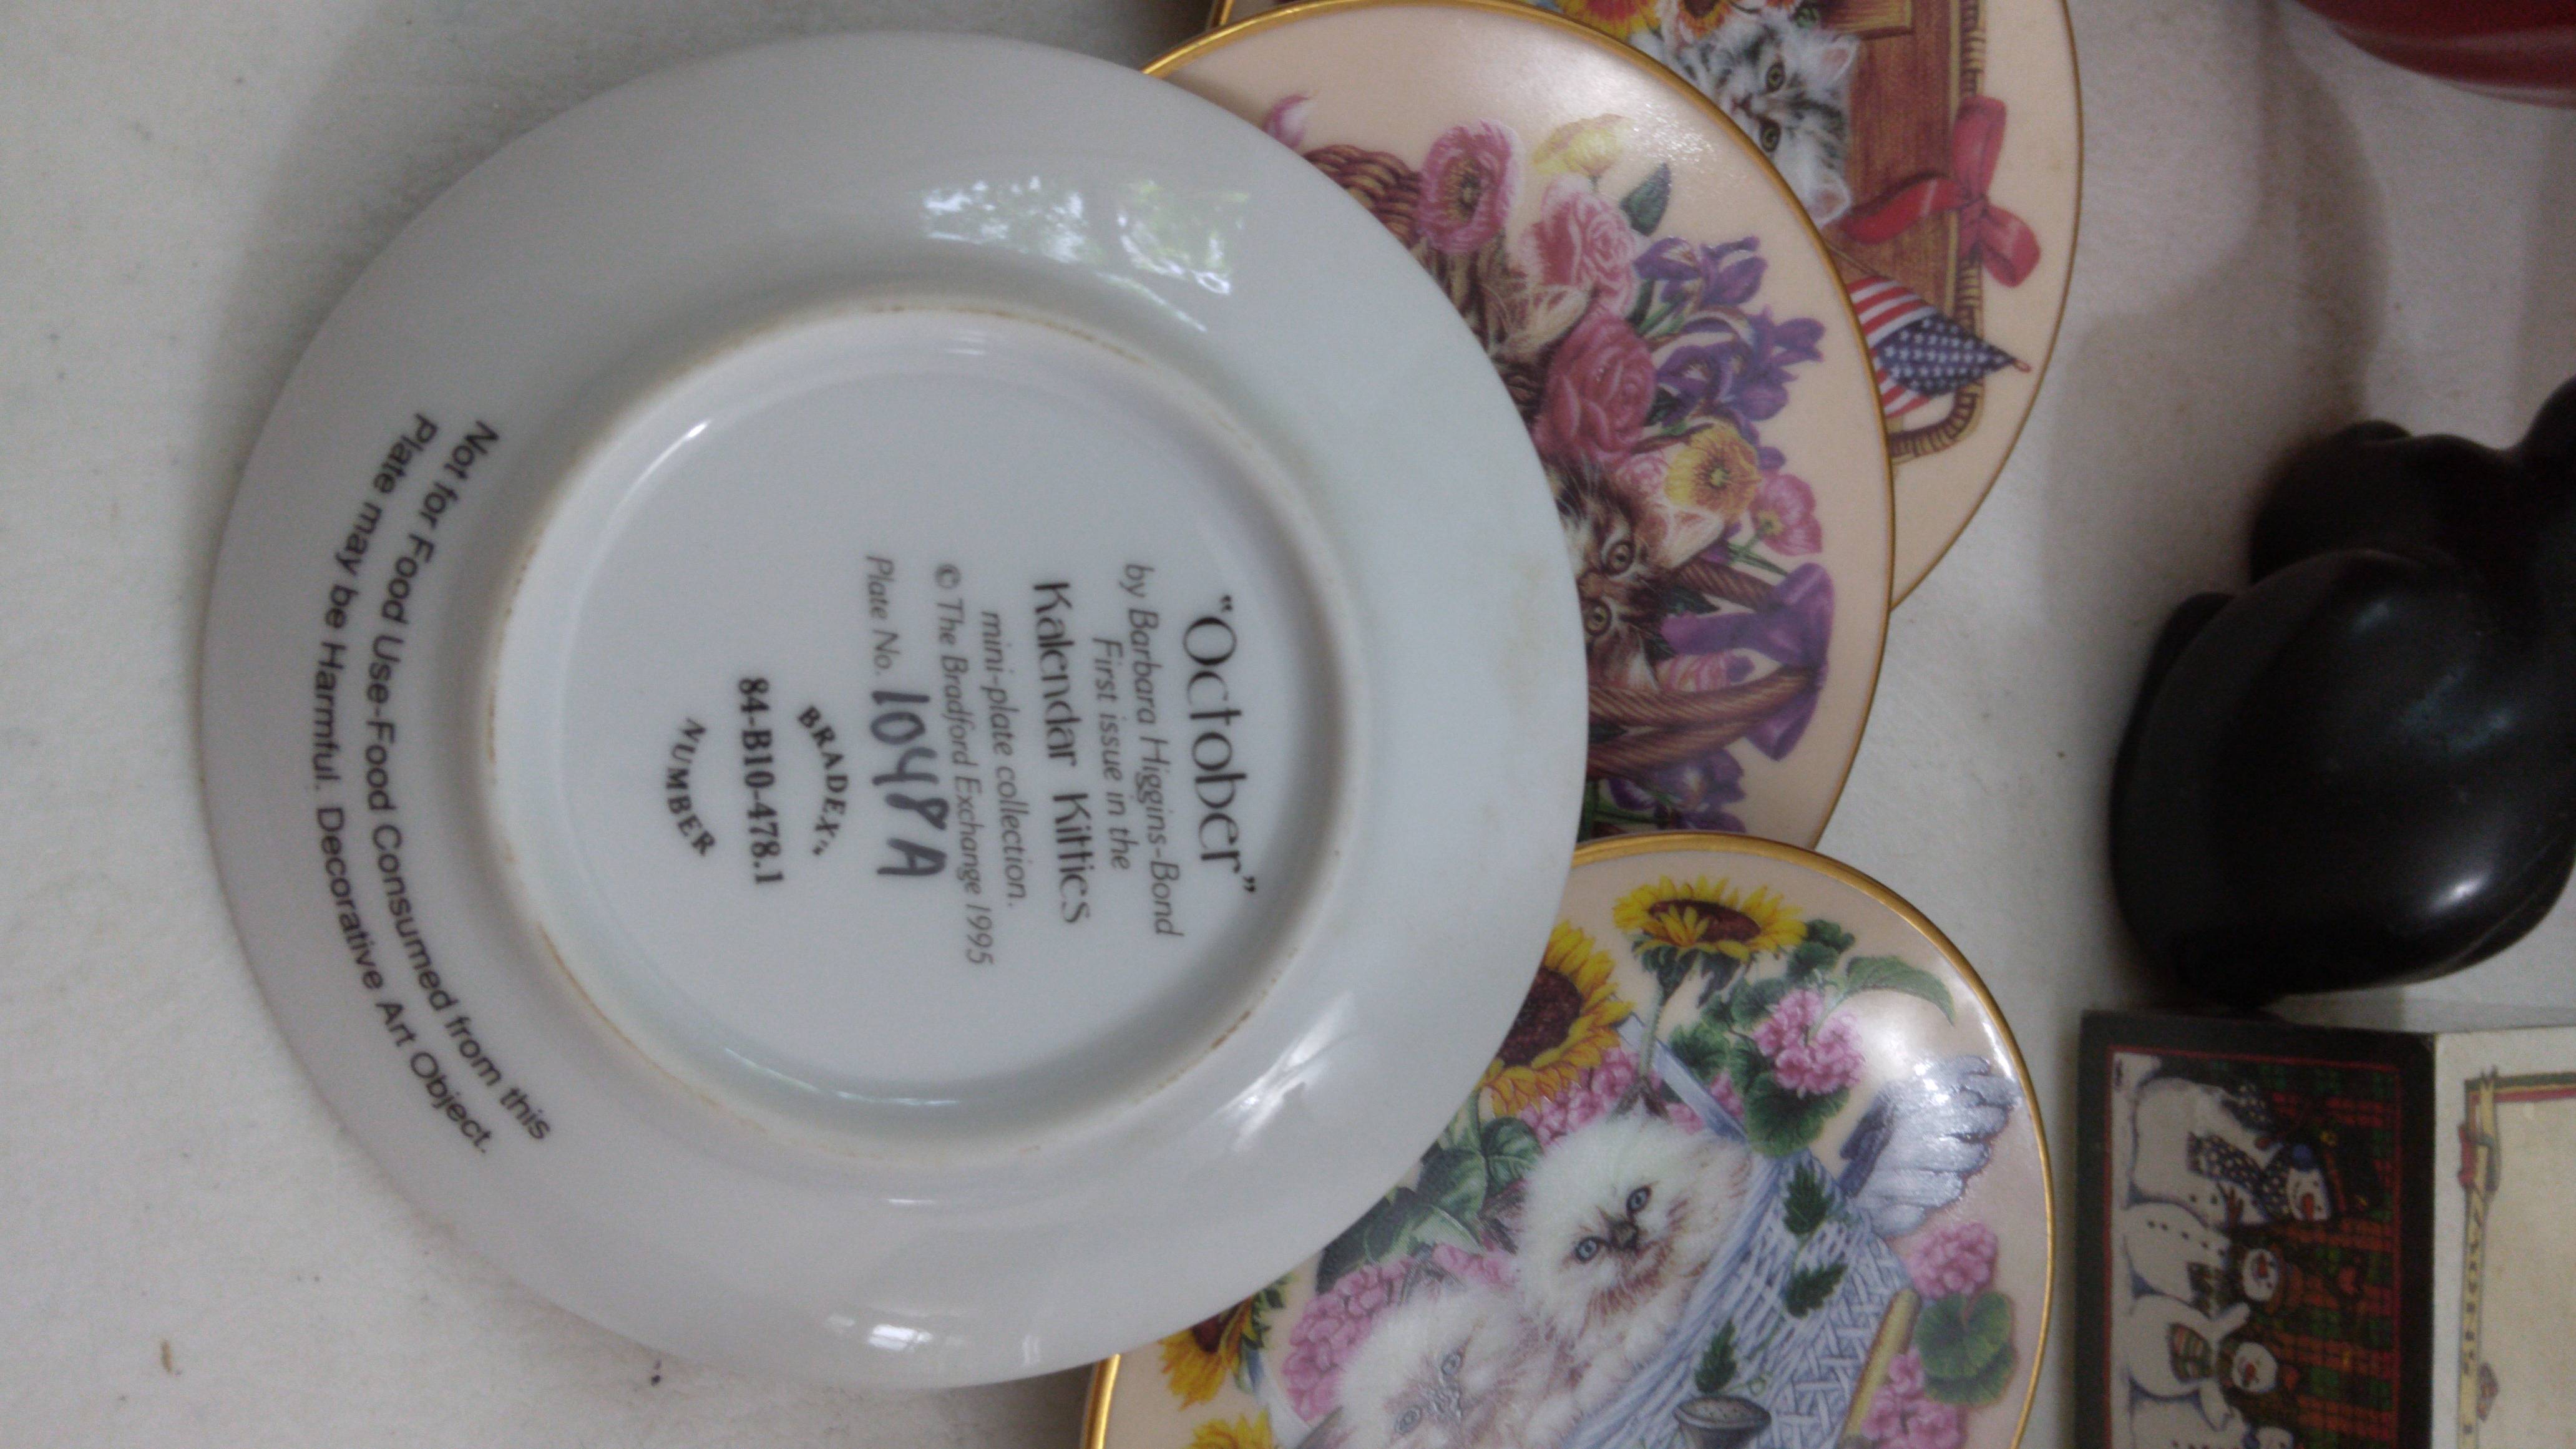 "October"
by Barbara Higgins-Bond
First issue in the
Kalendar Kitties
mini-plate collection.
© The Bradford Exchange 1995
Plate No. 1048A
BRADEX
84-B10-478.1
NUMBER
Not for Food Use-Food Consumed from this
Plate may be Harmful. Decorative Art Object.